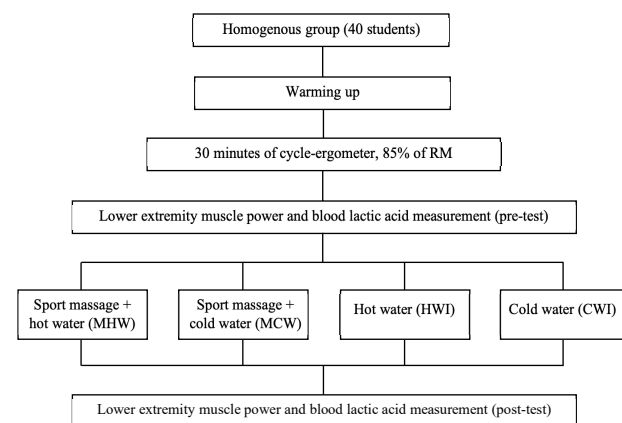 Homogenous group (40 students)
Warming up
30 minutes of cycle-ergometer, 85% of RM
Lower extremity muscle power and blood lactic acid measurement (pre-test)
Sport massage +
hot water (MHW)
Sport massage +
cold water (MCW)
Hot water (HWI)
Cold water (CWI)
Lower extremity muscle power and blood lactic acid measurement (post-test)